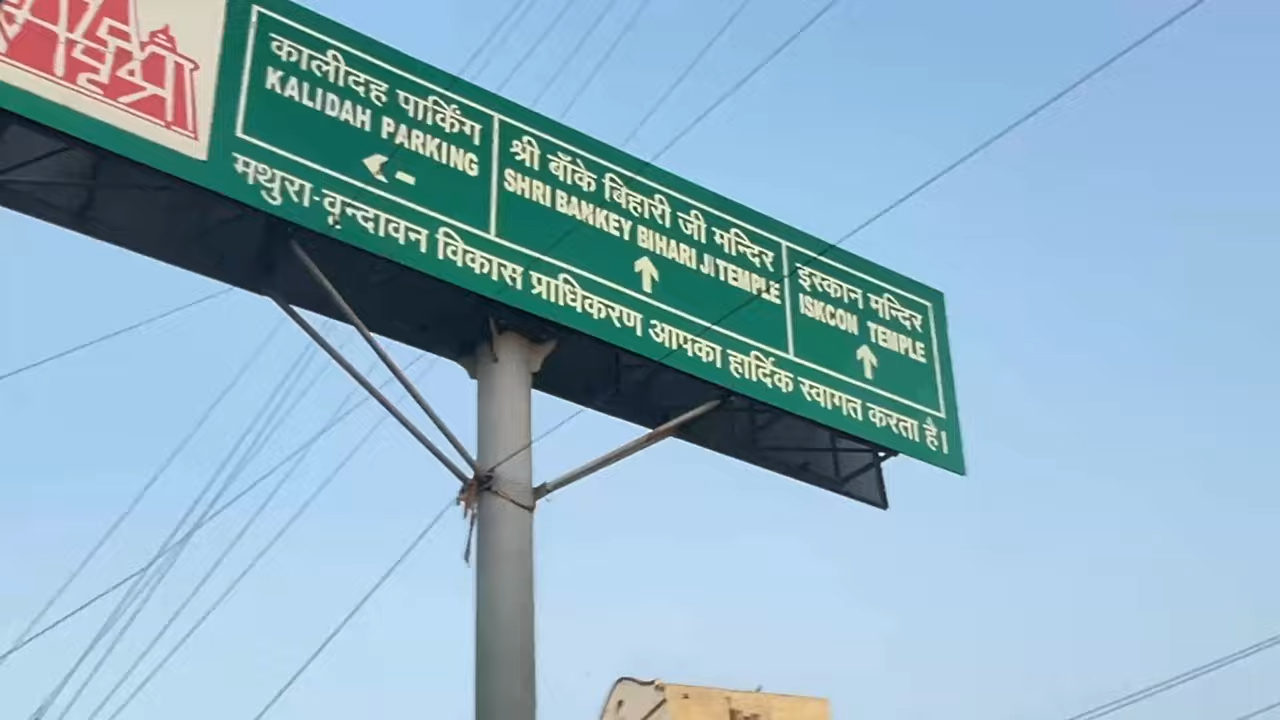 कालीदह पार्किंग
KALIDAH PARKING
श्री बाँके बिहारी जी मन्दिर
SHRI BANKEY BIHARI JI TEMPLE
इस्कान मन्दिर
ISKCON TEMPLE
मथुरा-वृन्दावन विकास प्राधिकरण आपका हार्दिक स्वागत करता है।